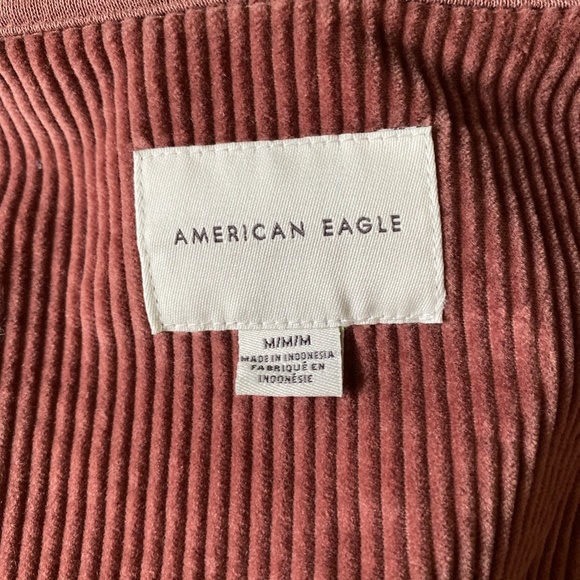 AMERICAN EAGLE
M/M/M
MADE IN INDONESIA
FABRIQUÉ EN
INDONÉSIE